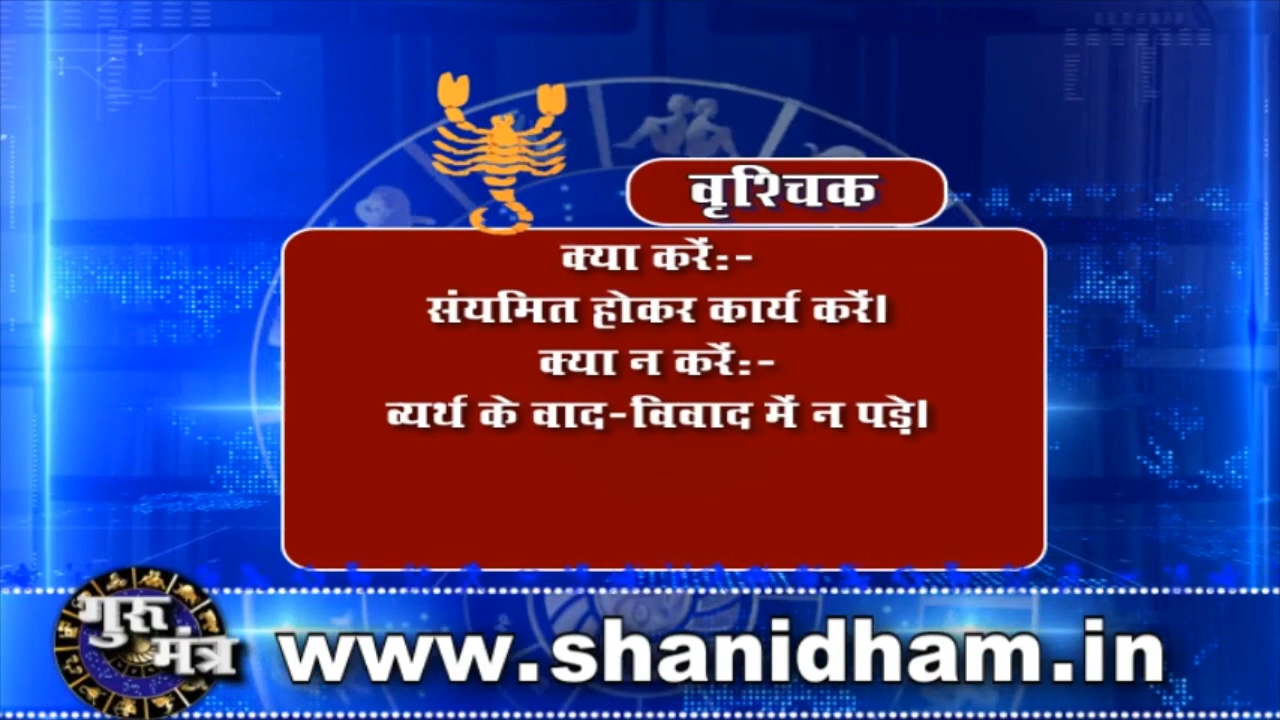 वृश्चिक
क्या करें:-
संयमित होकर कार्य करें।
क्या न करें:-
व्यर्थ के वाद-विवाद में न पड़े।
गुरु
मंत्र
www.shanidham.in